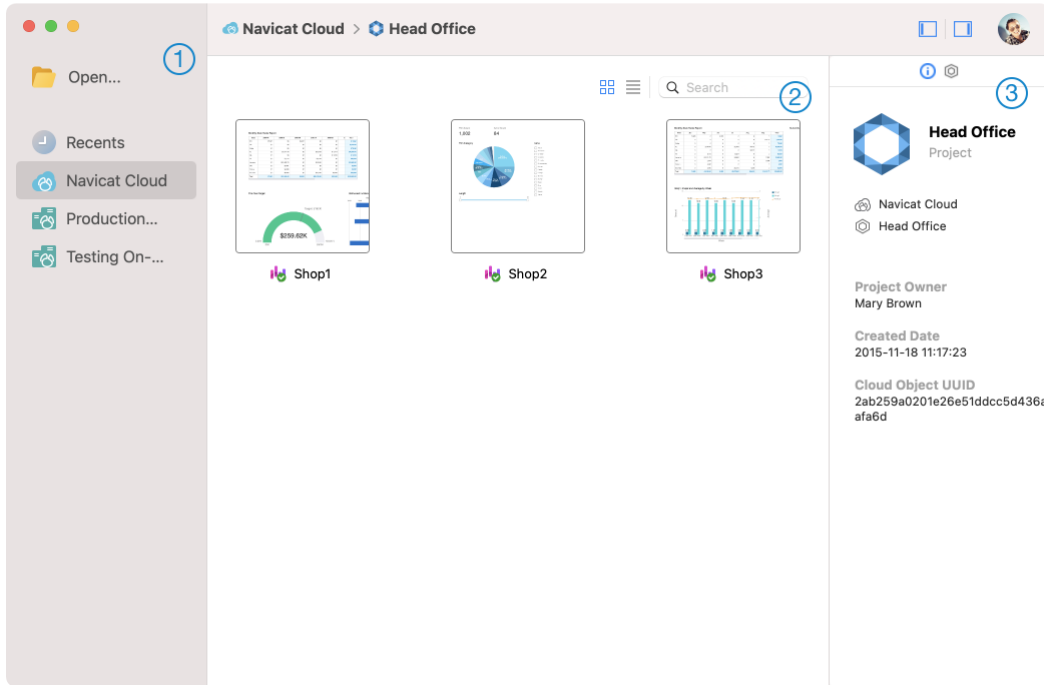 Navicat Cloud > Head Office
1
Open...
Recents
Navicat Cloud
Production...
Testing On-...
Search
2
Shop1
Shop2
Shop3
$259.62K
3
Head Office
Project
Navicat Cloud
Head Office
Project Owner
Mary Brown
Created Date
2015-11-18 11:17:23
Cloud Object UUID
2ab259a0201e26e51ddcc5d436a
afa6d